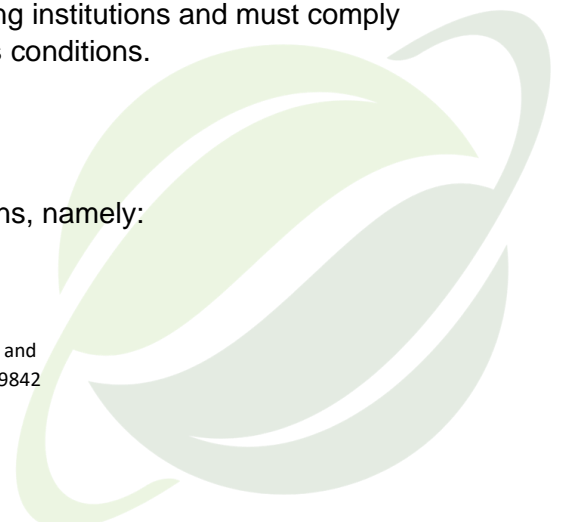 ng institutions and must comply
conditions.
ns, namely:
and
9842